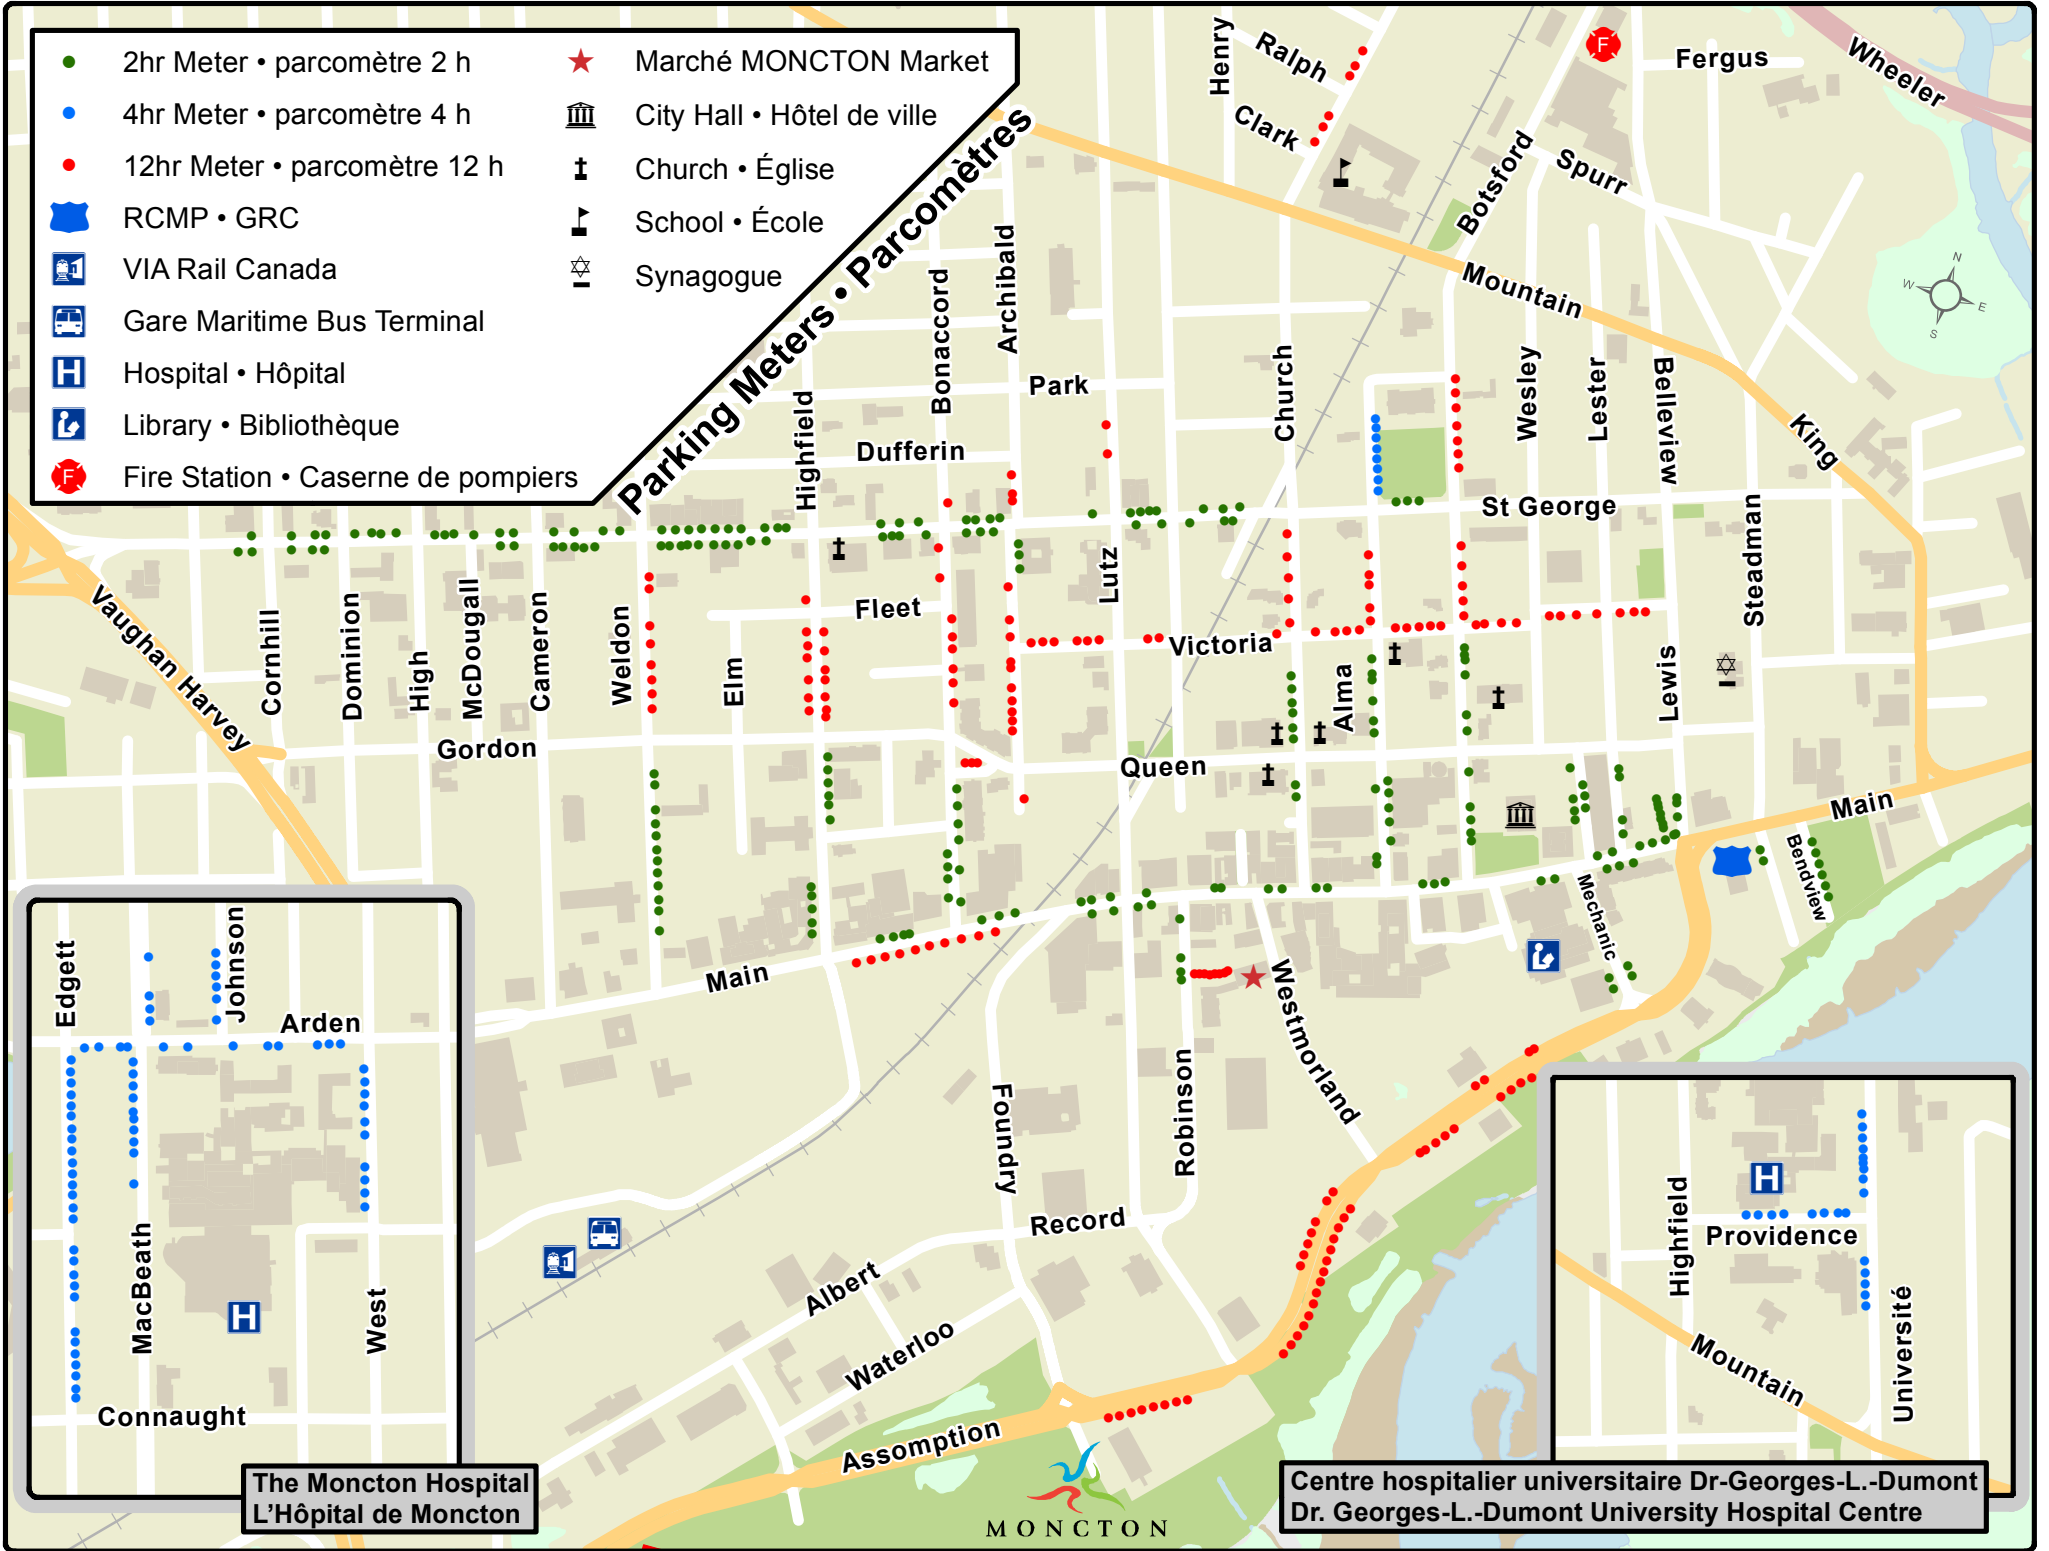 2hr Meter • parcomètre 2 h
4hr Meter • parcomètre 4 h
12hr Meter • parcomètre 12 h
RCMP • GRC
VIA Rail Canada
Gare Maritime Bus Terminal
Hospital • Hôpital
Library • Bibliothèque
F Fire Station • Caserne de pompiers
Marché MONCTON Market
City Hall • Hôtel de ville
Church • Église
School • École
Synagogue
Parking Meters • Parcomètres
Henry
Ralph
Clark
F
Fergus
Wheeler
Botsford
Spurr
Mountain
N
W
E
S
Bonaccord
Archibald
Park
Church
Wesley
Lester
Belleview
King
Highfield
Dufferin
St George
Steadman
Lutz
Vaughan Harvey
Cornhill
Dominion
High
McDougall
Cameron
Weldon
Elm
Fleet
Victoria
Alma
Lewis
Gordon
Queen
Main
Bendview
Mechanic
Main
Westmorland
Robinson
Foundry
Record
Albert
Waterloo
Assomption
MONCTON
Edgett
Johnson
Arden
MacBeath
West
H
Connaught
The Moncton Hospital
L'Hôpital de Moncton
H
Highfield
Providence
Université
Mountain
Centre hospitalier universitaire Dr-Georges-L.-Dumont
Dr. Georges-L.-Dumont University Hospital Centre